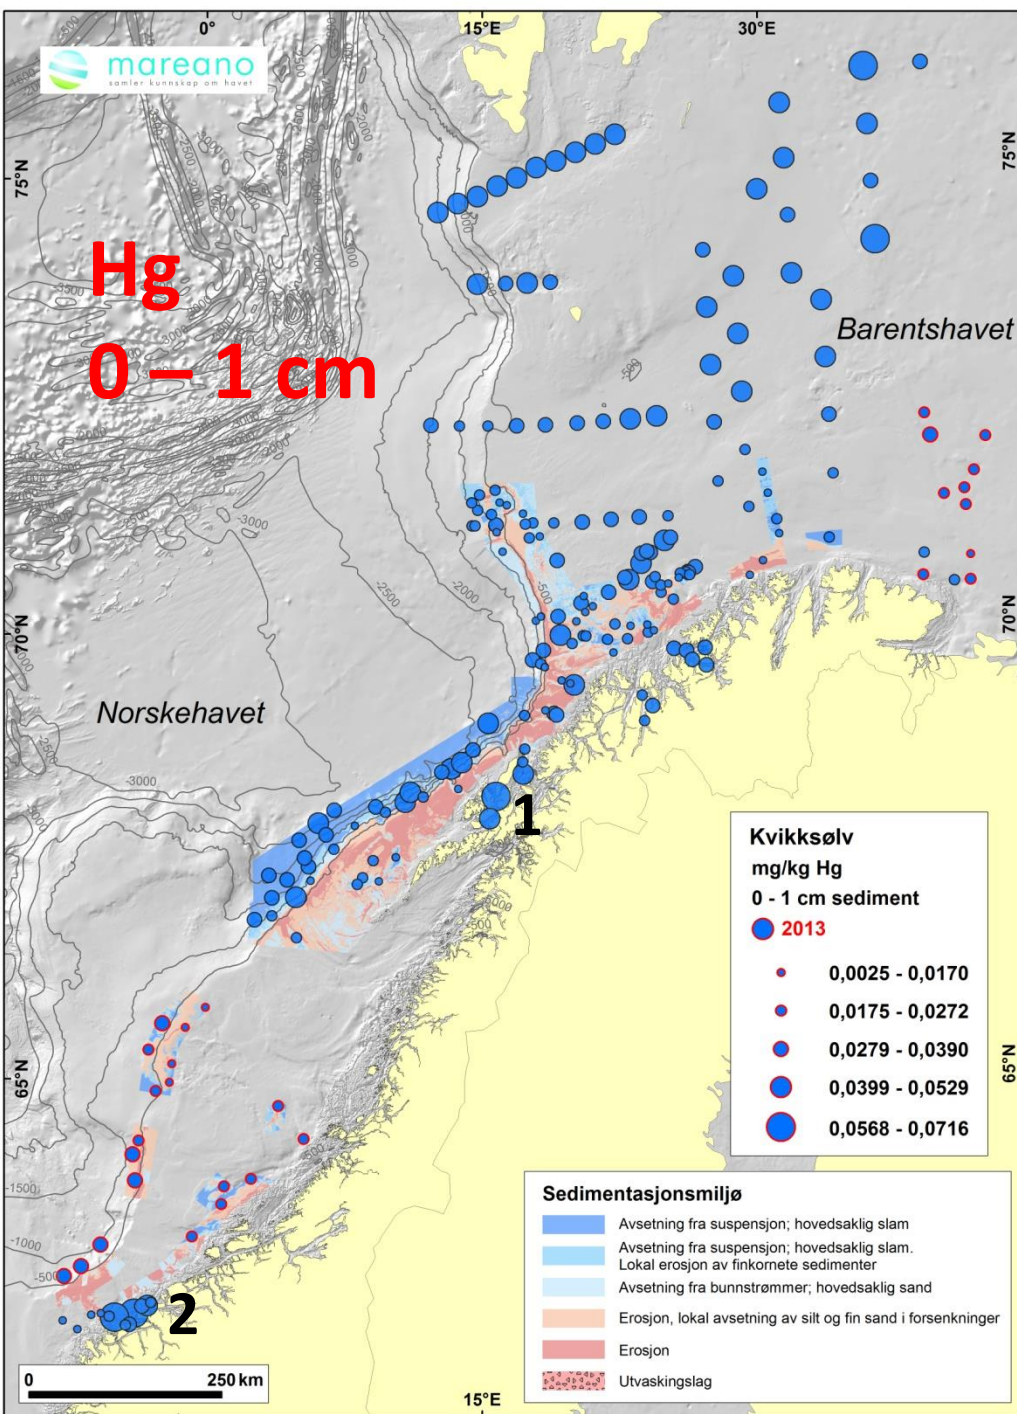 0°
15°E
30°E
mareano
samler kunnskap om havet
75°N
75°N
Hg
0 – 1 cm
Barentshavet
-500
-3000
-2500
-2000
-500
70°N
70°N
Norskehavet
-2500
-3000
1
Kvikksølv
mg/kg Hg
0 - 1 cm sediment
2013
0,0025 - 0,0170
0,0175 - 0,0272
0,0279 - 0,0390
0,0399 - 0,0529
0,0568 - 0,0716
65°N
65°N
Sedimentasjonsmiljø
Avsetning fra suspensjon; hovedsaklig slam
Avsetning fra suspensjon; hovedsaklig slam.
Lokal erosjon av finkornete sedimenter
Avsetning fra bunnstrømmer; hovedsaklig sand
Erosjon, lokal avsetning av silt og fin sand i forsenkninger
Erosjon
Utvaskingslag
-1500
-1000
-500
2
0
250 km
15°E